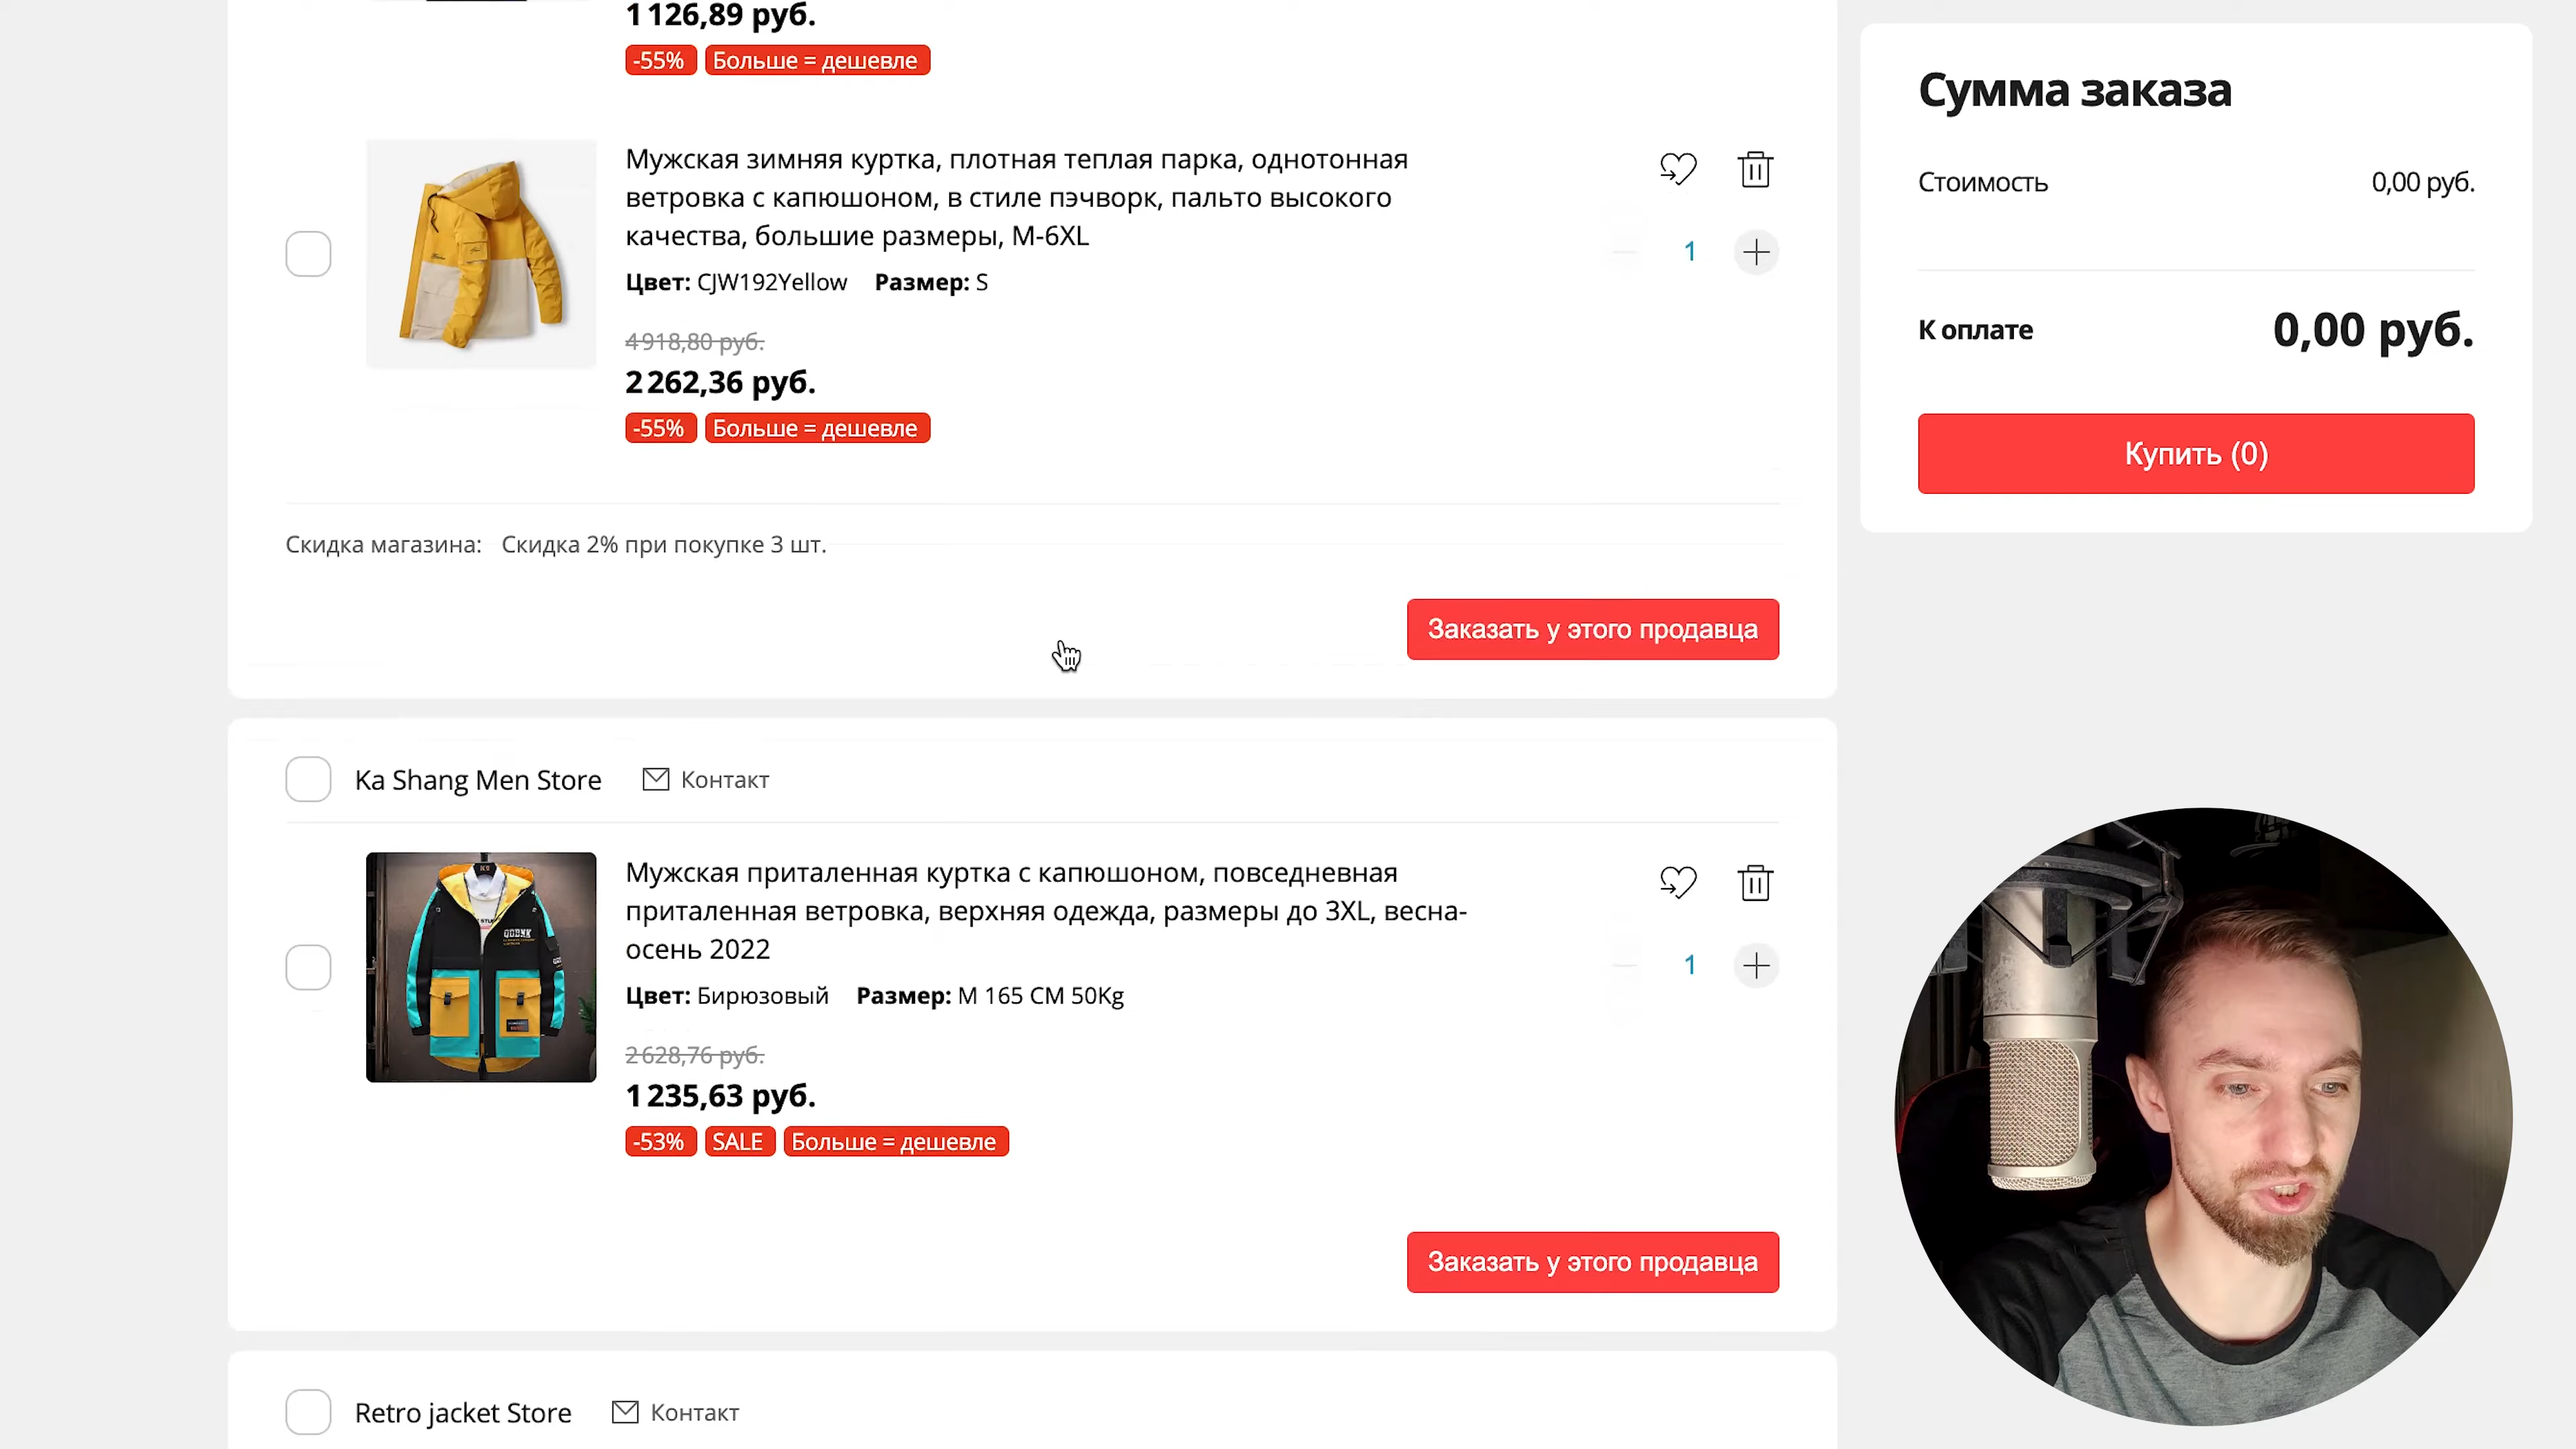 1 126,89 руб.
-55% Больше = дешевле
Мужская зимняя куртка, плотная теплая парка, однотонная
ветровка с капюшоном, в стиле пэчворк, пальто высокого
качества, большие размеры, M-6XL
1
Цвет: CJW192Yellow Размер: S
4 918,80 руб.
2 262,36 руб.
-55% Больше = дешевле
Скидка магазина: Скидка 2% при покупке 3 шт.
Заказать у этого продавца
Ka Shang Men Store Контакт
Мужская приталенная куртка с капюшоном, повседневная
приталенная ветровка, верхняя одежда, размеры до 3XL, весна-
осень 2022
1
Цвет: Бирюзовый Размер: M 165 CM 50Kg
2 628,76 руб.
1 235,63 руб.
-53% SALE Больше = дешевле
Заказать у этого продавца
Retro jacket Store Контакт
Сумма заказа
Стоимость 0,00 руб.
К оплате 0,00 руб.
Купить (0)